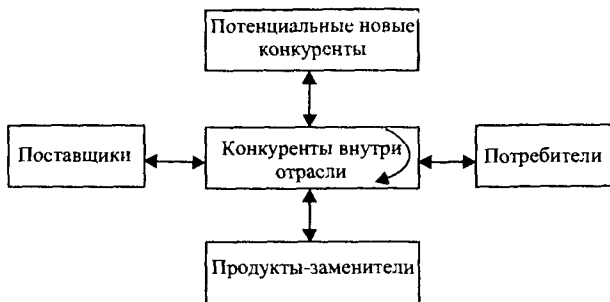 Потенциальные новые
конкуренты
Поставщики
Конкуренты внутри
отрасли
Потребители
Продукты-заменители